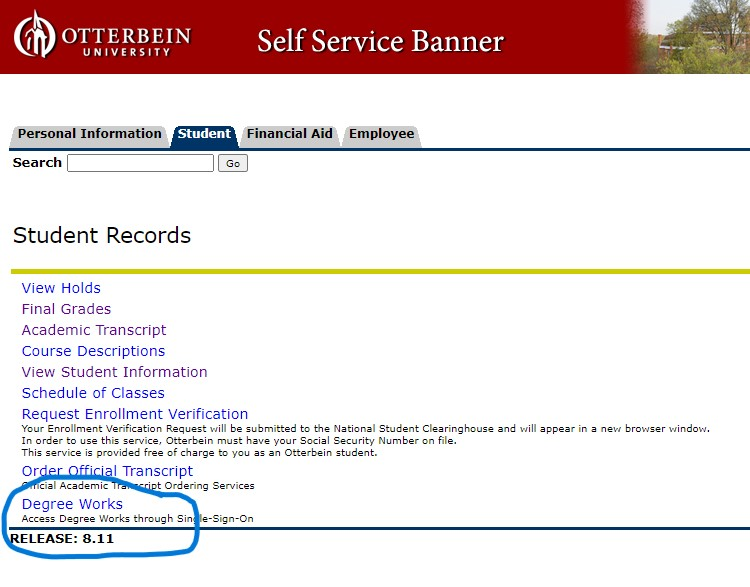 OTTERBEIN
UNIVERSITY
Self Service Banner
Personal Information Student Financial Aid Employee
Search Go
Student Records
View Holds
Final Grades
Academic Transcript
Course Descriptions
View Student Information
Schedule of Classes
Request Enrollment Verification
Your Enrollment Verification Request will be submitted to the National Student Clearinghouse and will appear in a new browser window.
In order to use this service, Otterbein must have your Social Security Number on file.
This service is provided free of charge to you as an Otterbein student.
Order Official Transcript
Official Academic Transcript Ordering Services
Degree Works
Access Degree Works through Single-Sign-On
RELEASE: 8.11